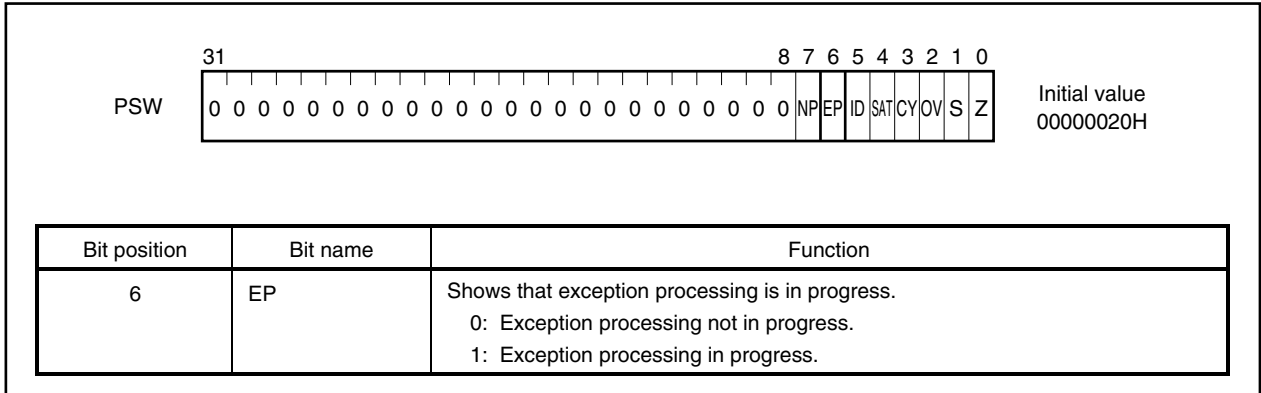 31 8 7 6 5 4 3 2 1 0
PSW 0 0 0 0 0 0 0 0 0 0 0 0 0 0 0 0 0 0 0 0 0 0 0 0 NP EP ID SAT CY OV S Z Initial value
00000020H
Bit position Bit name Function
6 EP Shows that exception processing is in progress.
0: Exception processing not in progress.
1: Exception processing in progress.